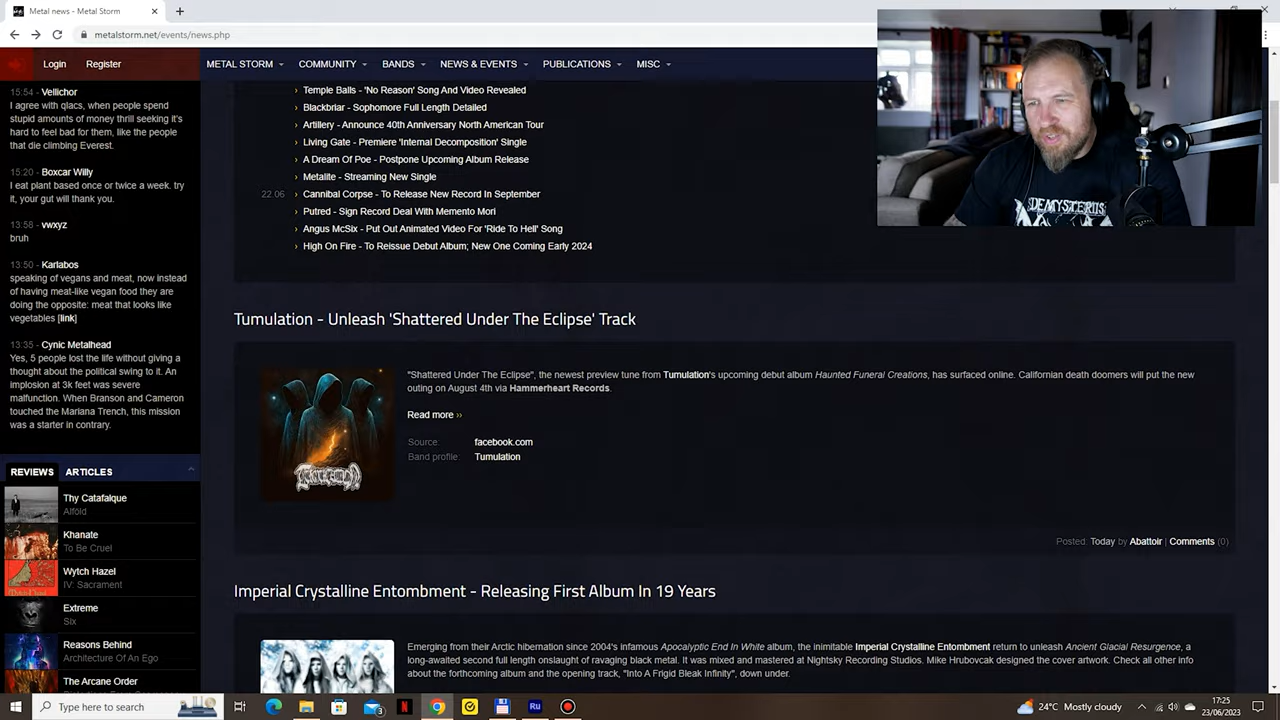 Metal news - Metal Storm
metalstorm.net/events/news.php
Login
Register
METAL STORM
COMMUNITY
BANDS
NEWS & EVENTS
PUBLICATIONS
MISC
15:54 - Vellichor
I agree with qlacs, when people spend
stupid amounts of money thrill seeking it's
hard to feel bad for them, like the people
that die climbing Everest.
15:20 - Boxcar Willy
I eat plant based once or twice a week. try
it, your gut will thank you.
13:58 - vwxyz
bruh
13:50 - Karlabos
speaking of vegans and meat, now instead
of having meat-like vegan food they are
doing the opposite: meat that looks like
vegetables [link]
13:35 - Cynic Metalhead
Yes, 5 people lost the life without giving a
thought about the political swing to it. An
implosion at 3k feet was severe
malfunction. When Branson and Cameron
touched the Mariana Trench, this mission
was a starter in contrary.
REVIEWS
ARTICLES
Thy Catafalque
Alföld
Khanate
To Be Cruel
Wytch Hazel
IV: Sacrament
Extreme
Six
Reasons Behind
Architecture Of An Ego
The Arcane Order
› Temple Balls - 'No Reason' Song And Video Revealed
› Blackbriar - Sophomore Full Length Detailed
› Artillery - Announce 40th Anniversary North American Tour
› Living Gate - Premiere 'Internal Decomposition' Single
› A Dream Of Poe - Postpone Upcoming Album Release
› Metalite - Streaming New Single
22.06 › Cannibal Corpse - To Release New Record In September
› Putred - Sign Record Deal With Memento Mori
› Angus McSix - Put Out Animated Video For 'Ride To Hell' Song
› High On Fire - To Reissue Debut Album; New One Coming Early 2024
Tumulation - Unleash 'Shattered Under The Eclipse' Track
"Shattered Under The Eclipse", the newest preview tune from Tumulation's upcoming debut album Haunted Funeral Creations, has surfaced online. Californian death doomers will put the new
outing on August 4th via Hammerheart Records.
Read more ››
Source: facebook.com
Band profile: Tumulation
Posted: Today by Abattoir | Comments (0)
Imperial Crystalline Entombment - Releasing First Album In 19 Years
Emerging from their Arctic hibernation since 2004's infamous Apocalyptic End In White album, the inimitable Imperial Crystalline Entombment return to unleash Ancient Glacial Resurgence, a
long-awaited second full length onslaught of ravaging black metal. It was mixed and mastered at Nightsky Recording Studios. Mike Hrubovcak designed the cover artwork. Check all other info
about the forthcoming album and the opening track, "Into A Frigid Bleak Infinity", down under.
DEMYSTERIIS
Type here to search
24°C Mostly cloudy
17:25
23/06/2023